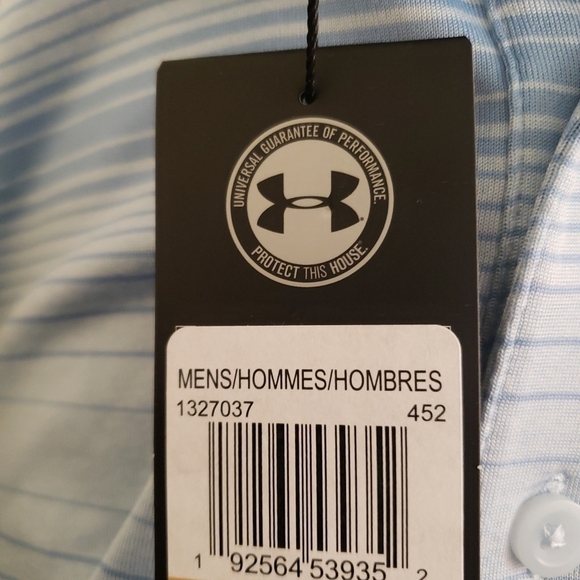 UNIVERSAL GUARANTEE OF PERFORMANCE.
PROTECT THIS HOUSE.
MENS/HOMMES/HOMBRES
1327037 452
1 92564 53935 2